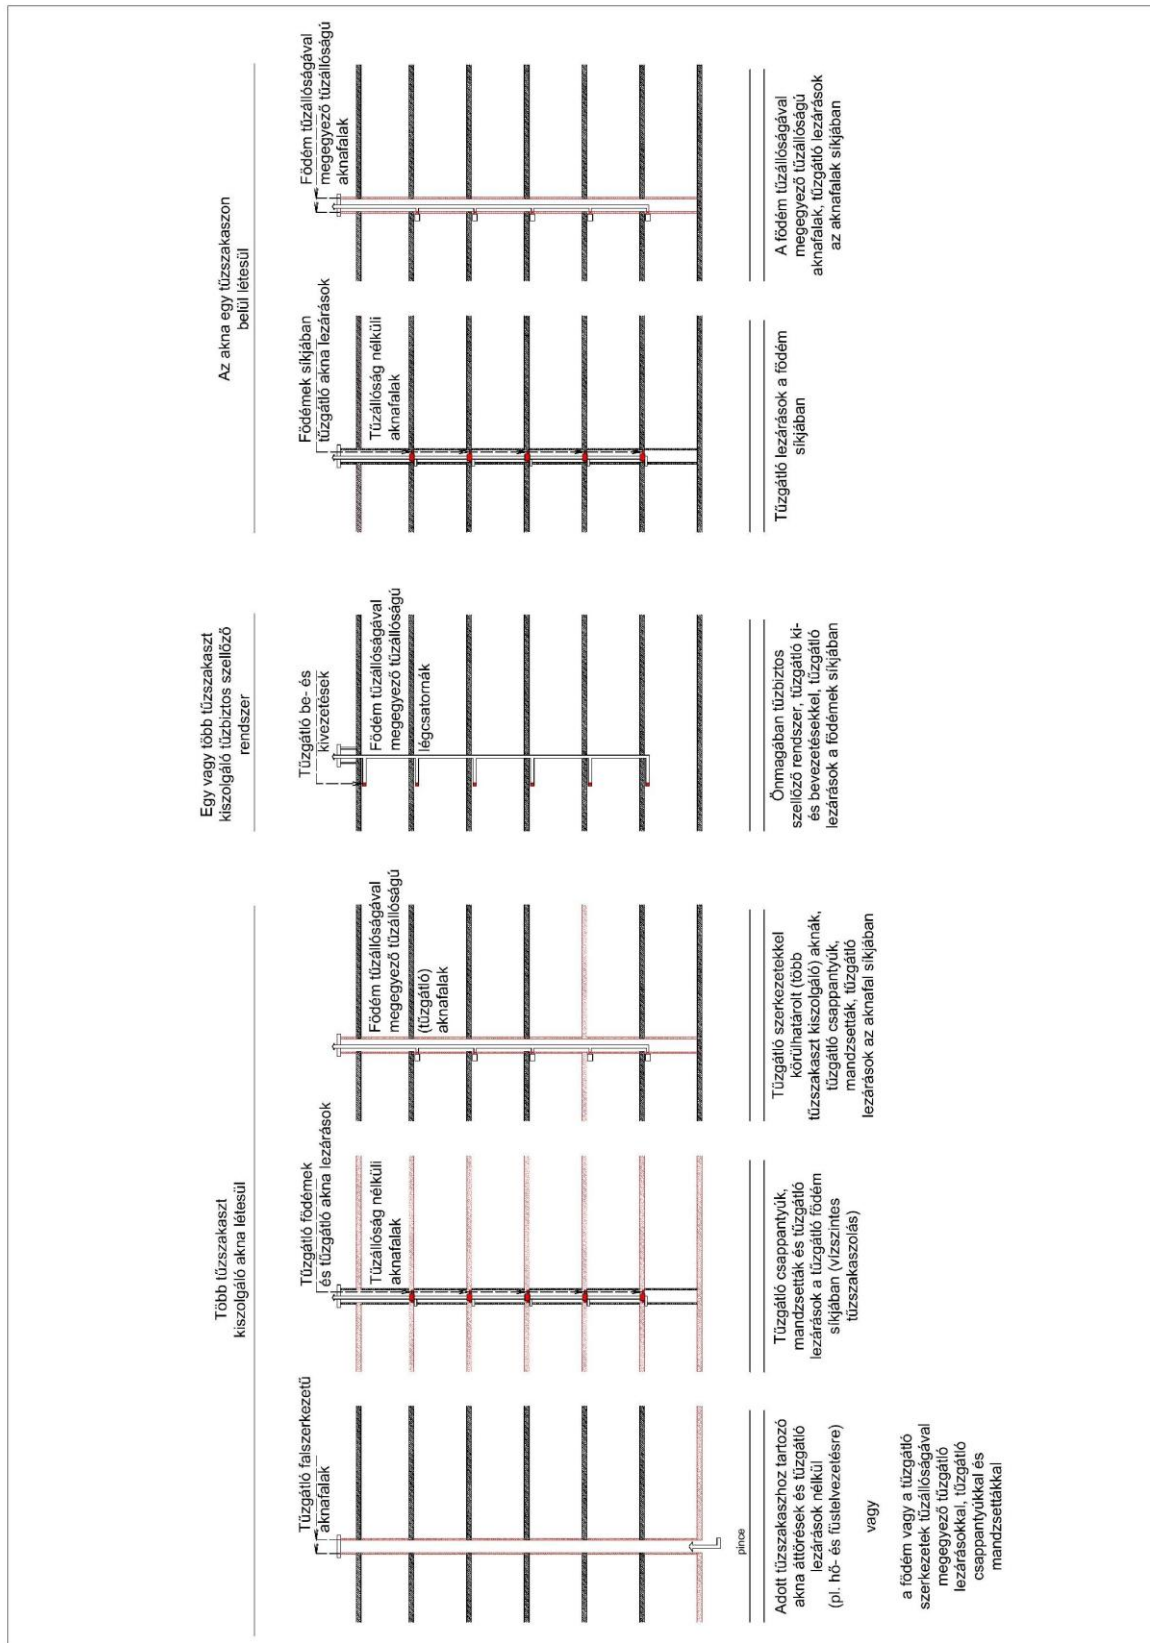 Több tűzszakaszt
kiszolgáló akna létesül
Egy vagy több tűzszakaszt
kiszolgáló tűzbiztos szellőző
rendszer
Az akna egy tűzszakaszon
belül létesül
Tűzgátló falszerkezetű
aknafalak
Tűzgátló födémek
és tűzgátló akna lezárások
Tűzállóság nélküli
aknafalak
Födém tűzállóságával
megegyező tűzállóságú
(tűzgátló)
aknafalak
Tűzgátló be- és
kivezetések
Födém tűzállóságával
megegyező tűzállóságú
légcsatornák
Födémek síkjában
tűzgátló akna lezárások
Tűzállóság nélküli
aknafalak
Födém tűzállóságával
megegyező tűzállóságú
aknafalak
pince
Adott tűzszakaszhoz tartozó
akna áttörések és tűzgátló
lezárások nélkül
(pl. hő- és füstelvezetésre)
vagy
a födém vagy a tűzgátló
szerkezetek tűzállóságával
megegyező tűzgátló
lezárásokkal, tűzgátló
csappantyúkkal és
mandzsettákkal
Tűzgátló csappantyúk,
mandzsetták és tűzgátló
lezárások a tűzgátló födém
síkjában (vízszintes
tűzszakaszolás)
Tűzgátló szerkezetekkel
körülhatárolt (több
tűzszakaszt kiszolgáló) aknák,
tűzgátló csappantyúk,
mandzsetták, tűzgátló
lezárások az aknafal síkjában
Önmagában tűzbiztos
szellőző rendszer, tűzgátló ki-
és bevezetésekkel, tűzgátló
lezárások a födémek síkjában
Tűzgátló lezárások a födém
síkjában
A födém tűzállóságával
megegyező tűzállóságú
aknafalak, tűzgátló lezárások
az aknafalak síkjában